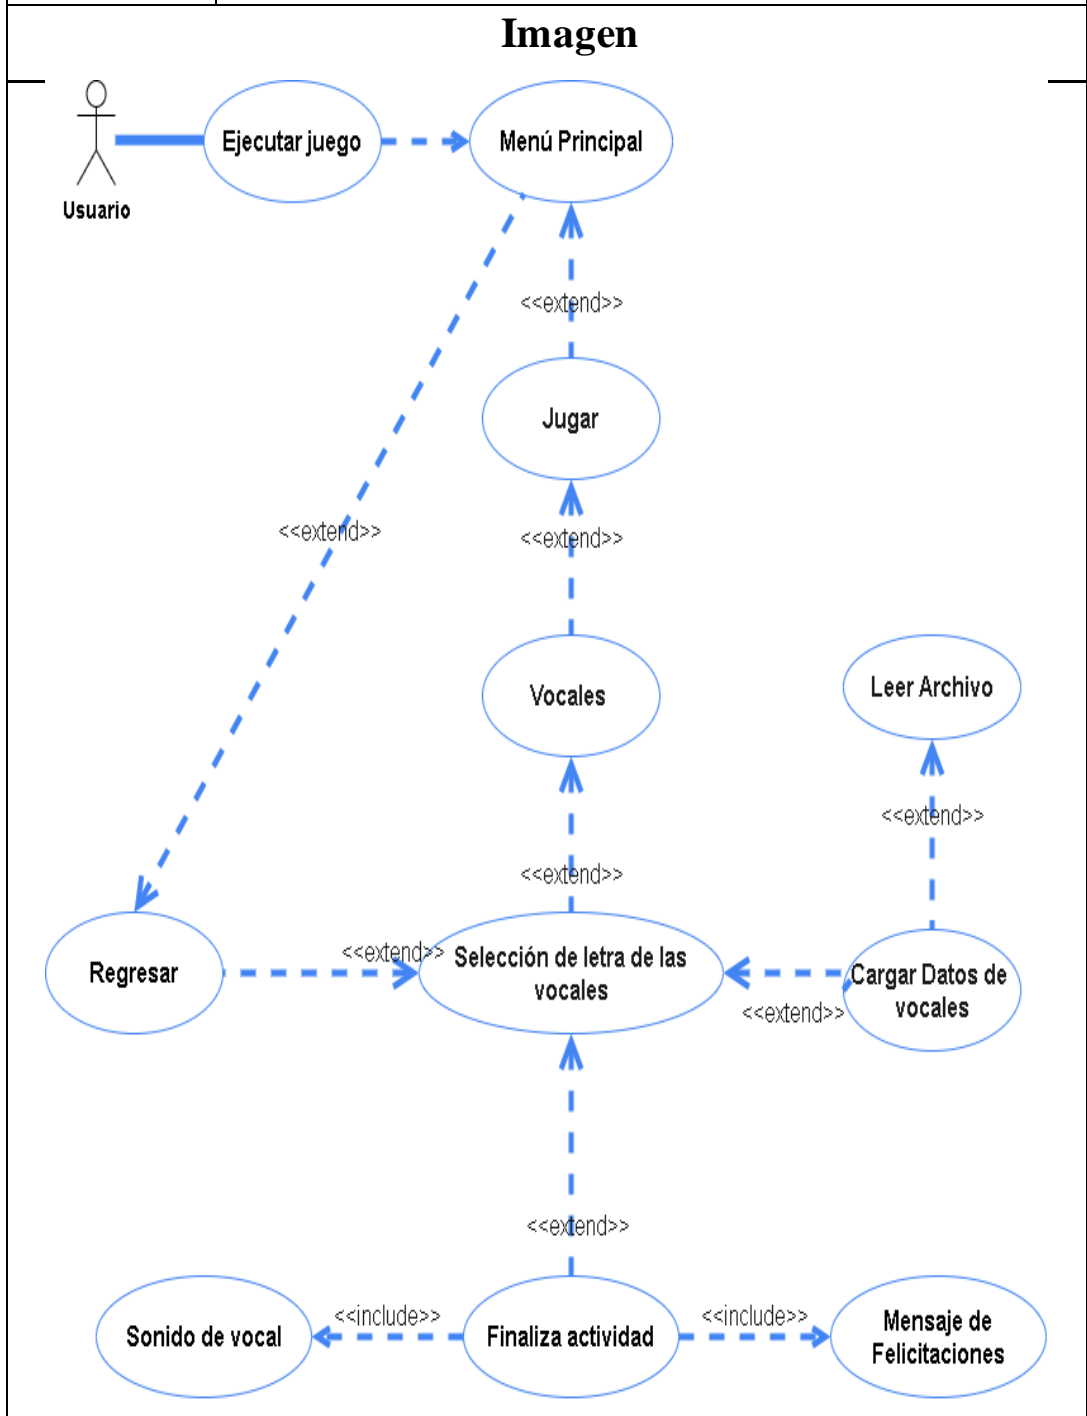 Imagen
Ejecutar juego
Menú Principal
Usuario
<<extend>>
Jugar
<<extend>>
<<extend>>
Vocales
Leer Archivo
<<extend>>
<<extend>>
Regresar
<<extend>>
Selección de letra de las
vocales
Cargar Datos de
vocales
<<extend>>
<<extend>>
Sonido de vocal
<<include>>
Finaliza actividad
<<include>>
Mensaje de
Felicitaciones